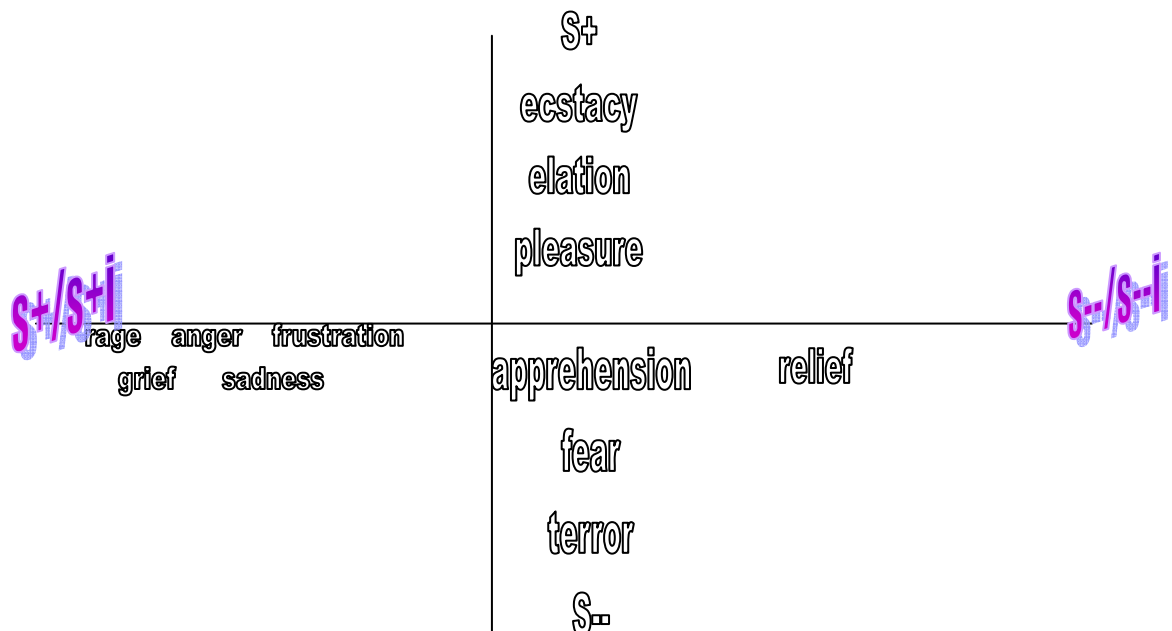 S+
ecstacy
elation
pleasure
s+/s+i
s--/s--i
rage anger frustration
grief sadness
apprehension relief
fear
terror
S--